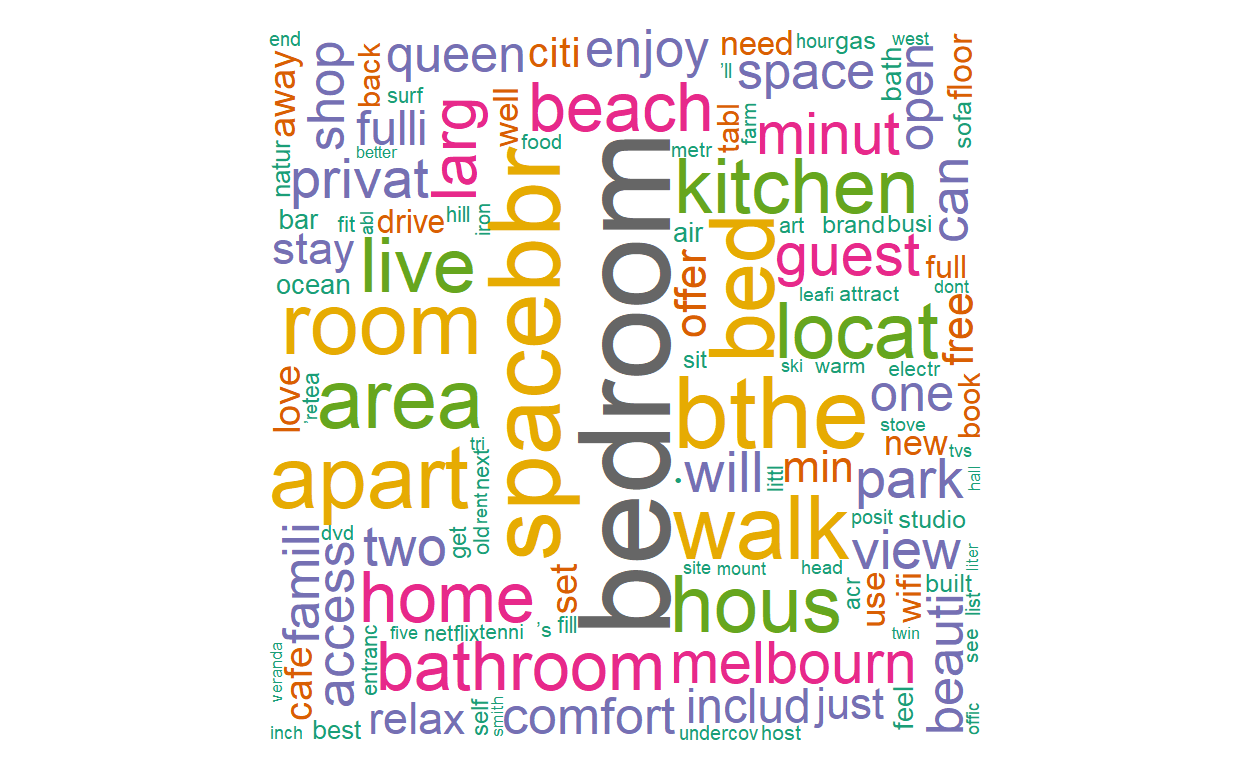 end
away
shop
back
queen
citi
enjoy
need
hour
gas
west
'll
space
bath
open
floor
sofa
surf
fulli
better
larg
well
beach
food
tabl
farm
minut
metr
natur
privat
spacebbr
bedroom
kitchen
can
bar
fit
abl
drive
hill
iron
air
bed
art
brand
busi
stay
live
ocean
offer
guest
full
dont
leafi
attract
room
locat
free
sit
ski
warm
electr
love
'retea
area
bthe
one
book
stove
new
tvs
tri
apart
next
rent
old
•
will
littl
min
park
hall
famili
dvd
access
two
get
walk
posit
studio
view
liter
site
mount
head
home
set
hous
acr
use
wifi
built
list
beauti
five
netflix
tenni
's
fill
twin
see
veranda
cafe
entranc
bathroom
melbourn
relax
self
smith
comfort
includ
just
feel
offic
inch
best
undercov
host